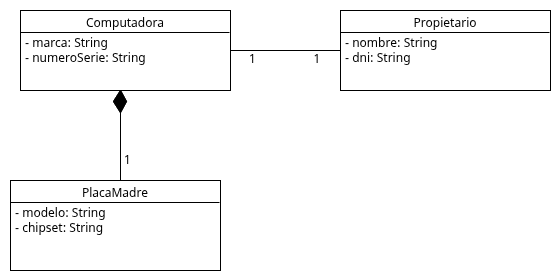 Computadora
- marca: String
- numeroSerie: String
Propietario
- nombre: String
- dni: String
1
1
1
PlacaMadre
- modelo: String
- chipset: String